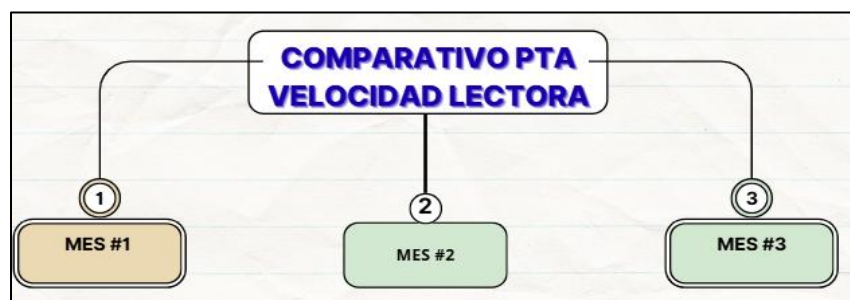 COMPARATIVO PTA
VELOCIDAD LECTORA
1
2
3
MES #1
MES #2
MES #3